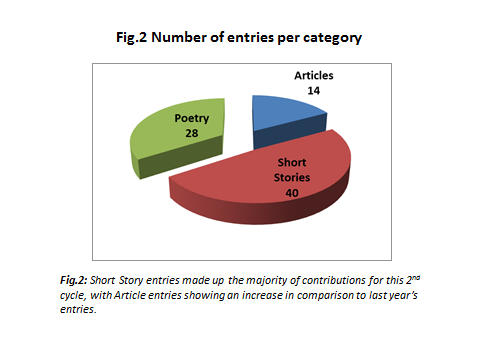 Fig.2 Number of entries per category
Articles
14
Poetry
28
Short
Stories
40
Fig.2: Short Story entries made up the majority of contributions for this 2nd
cycle, with Article entries showing an increase in comparison to last year's
entries.